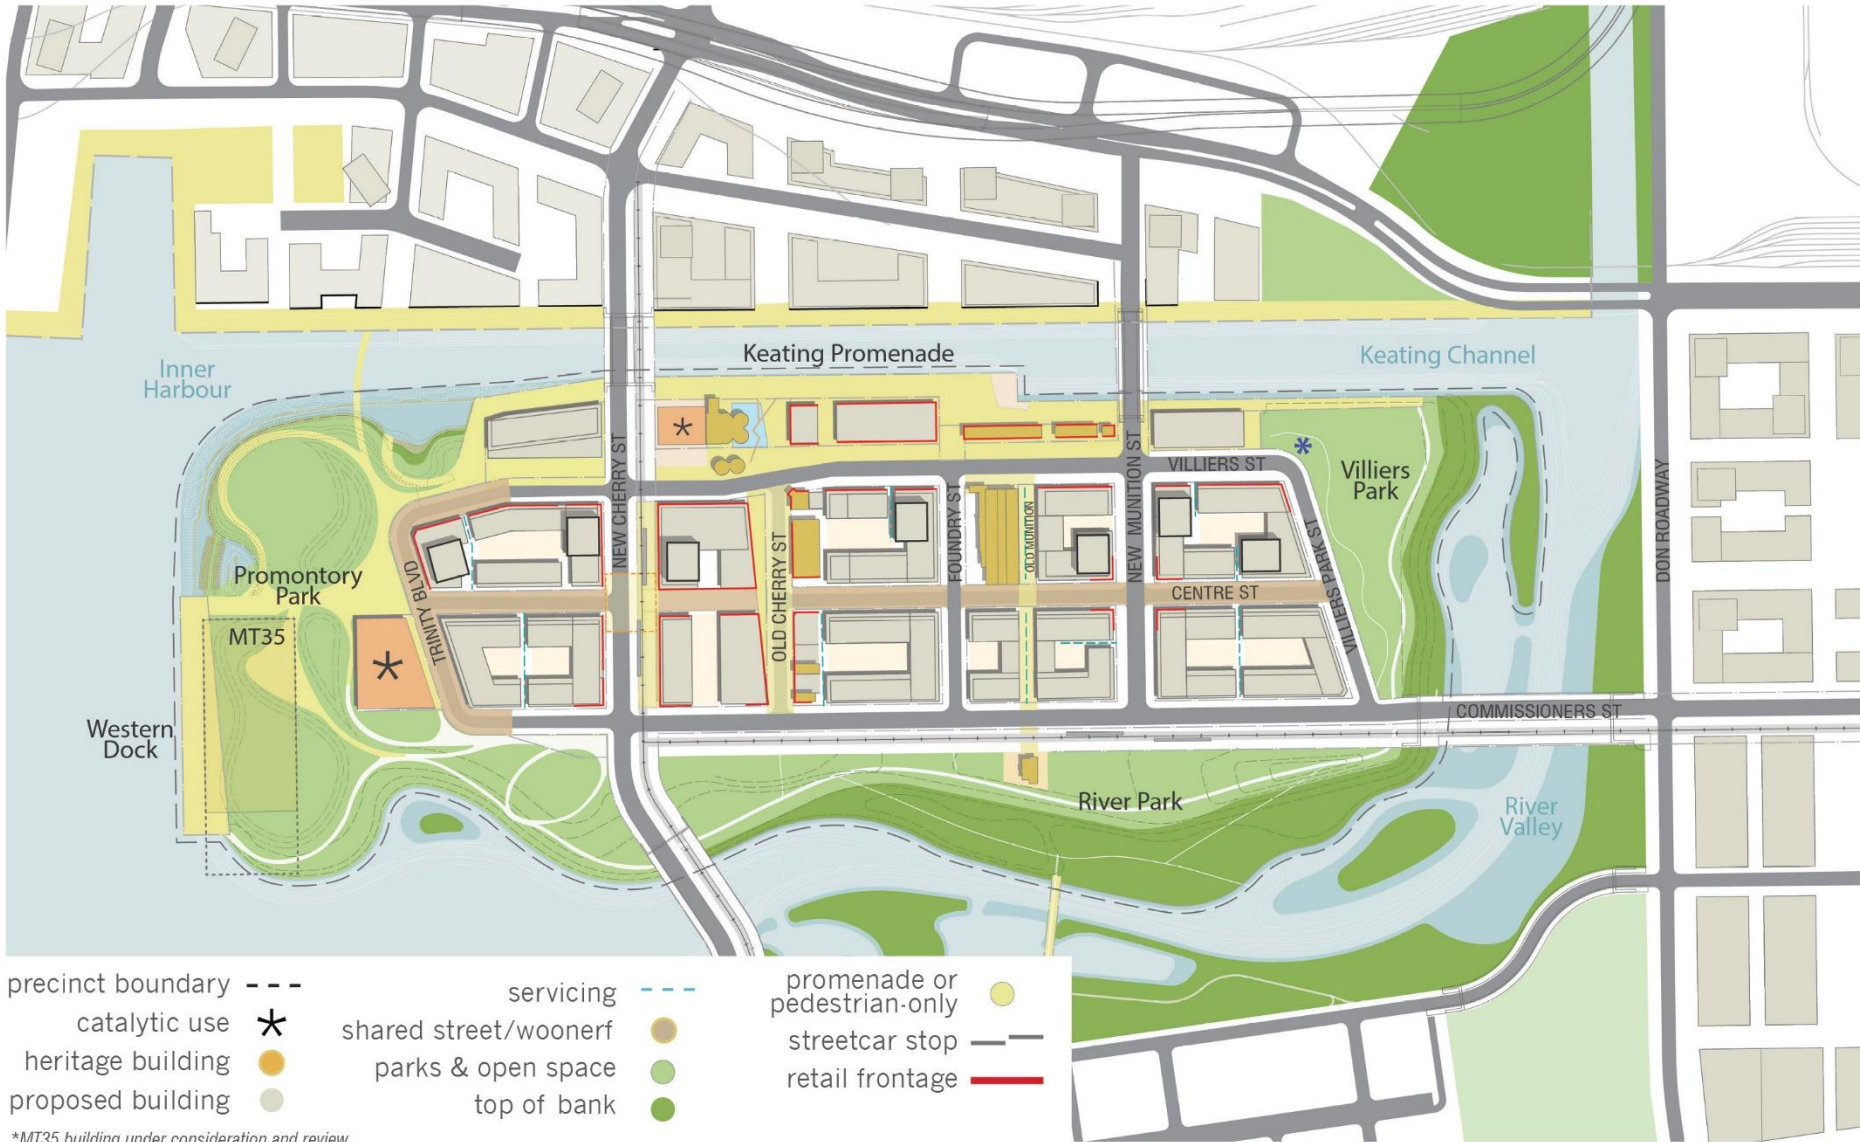 Inner
Harbour
Keating Promenade
Keating Channel
NEW CHERRY ST
VILLIERS ST
NEW MUNITION ST
Villiers
Park
DON ROADWAY
OLD MUNITION
FOUNDRY ST
OLD CHERRY ST
Promontory
Park
TRINITY BLVD
CENTRE ST
VILLIERS PARK ST
MT35
Western
Dock
COMMISSIONERS ST
River Park
River
Valley
precinct boundary
catalytic use
heritage building
proposed building
servicing
shared street/woonerf
parks & open space
top of bank
promenade or
pedestrian-only
streetcar stop
retail frontage
*MT35 building under consideration and review